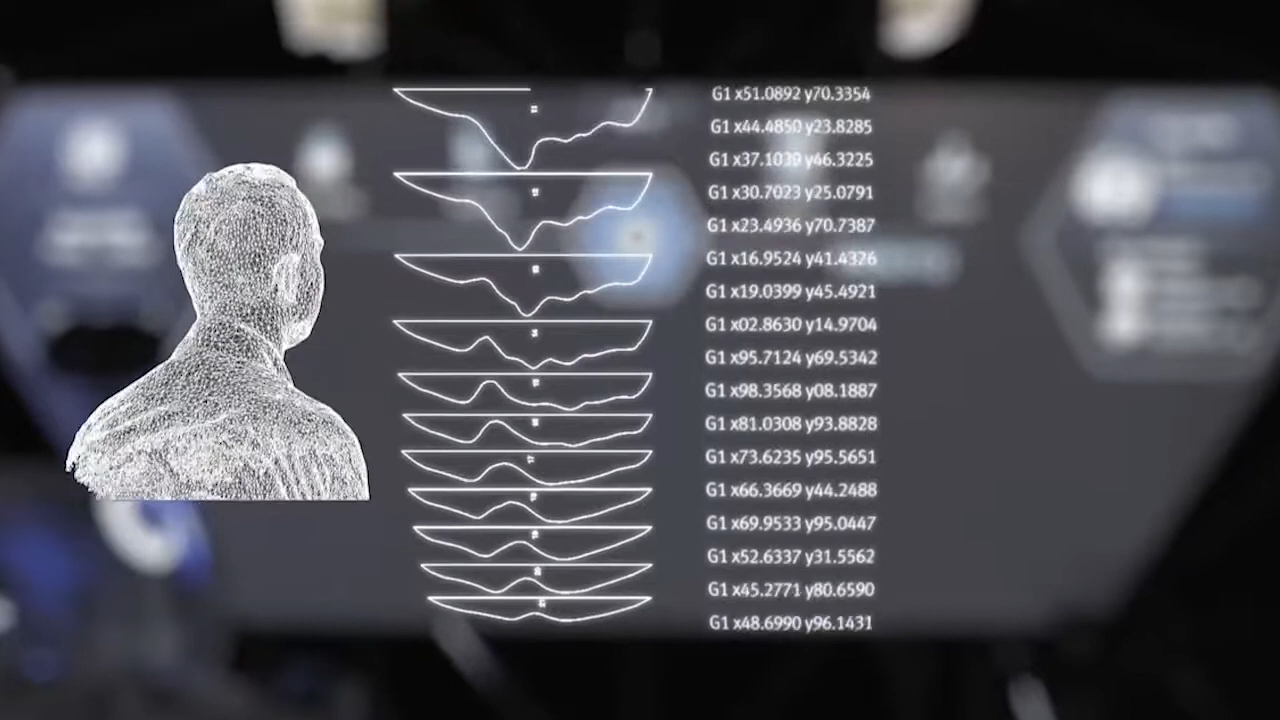 G1 x51.0892 y70.3354
G1 x44.4850 y23.8285
G1 x37.1039 y46.3225
G1 x30.7023 y25.0791
G1 x23.4936 y70.7387
G1 x16.9524 y41.4326
G1 x19.0399 y45.4921
G1 x02.8630 y14.9704
G1 x95.7124 y69.5342
G1 x98.3568 y08.1887
G1 x81.0308 y93.8828
G1 x73.6235 y95.5651
G1 x66.3669 y44.2488
G1 x69.9533 y95.0447
G1 x52.6337 y31.5562
G1 x45.2771 y80.6590
G1 x48.6990 y96.1431